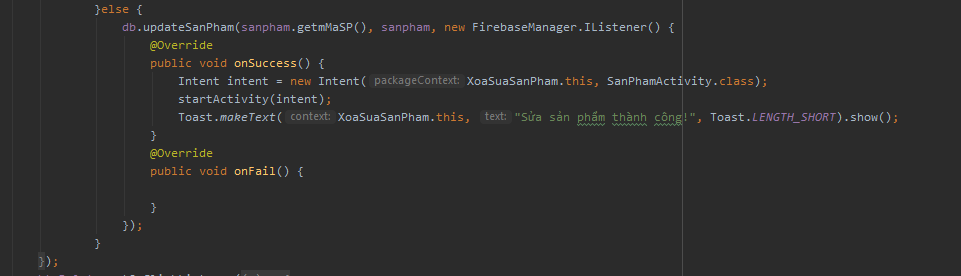 }else {
db.updateSanPham(sanpham.getmMaSP(), sanpham, new FirebaseManager.IListener() {
@Override
public void onSuccess() {
Intent intent = new Intent( packageContext: XoaSuaSanPham.this, SanPhamActivity.class);
startActivity(intent);
Toast.makeText( context: XoaSuaSanPham.this, text: "Sửa sản phẩm thành công!", Toast.LENGTH_SHORT).show();
}
@Override
public void onFail() {
}
});
}
});